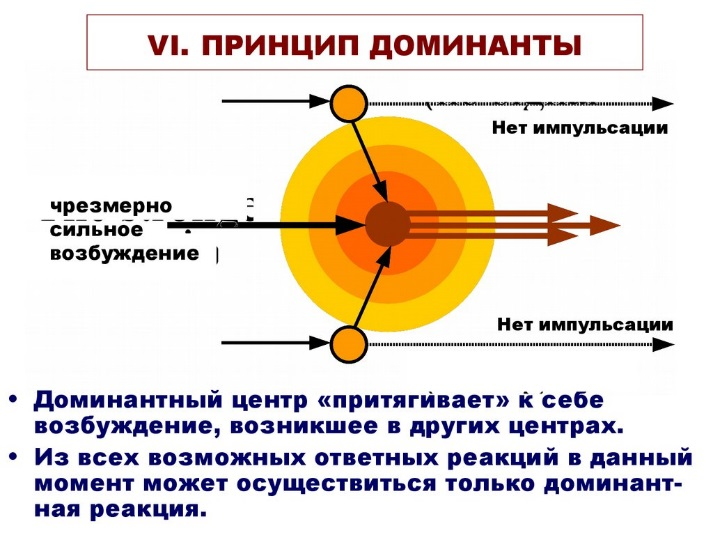 VI. ПРИНЦИП ДОМИНАНТЫ
Нет импульсации
чрезмерно
сильное
возбуждение
Нет импульсации
• Доминантный центр «притягивает» к себе
возбуждение, возникшее в других центрах.
• Из всех возможных ответных реакций в данный
момент может осуществиться только доминант-
ная реакция.